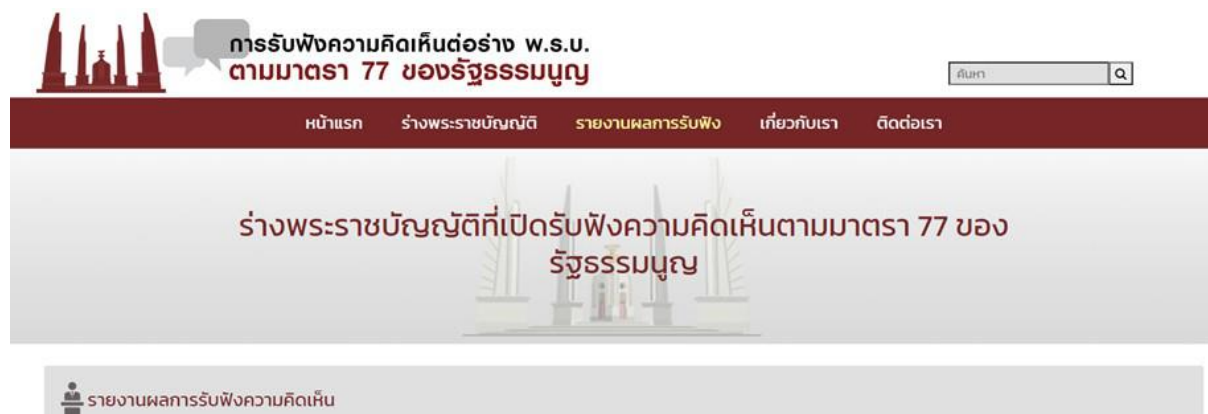 การรับฟังความคิดเห็นต่อร่าง พ.ร.บ.
ตามมาตรา 77 ของรัฐธรรมนูญ
ค้นหา
หน้าแรก ร่างพระราชบัญญัติ รายงานผลการรับฟัง เกี่ยวกับเรา ติดต่อเรา
ร่างพระราชบัญญัติที่เปิดรับฟังความคิดเห็นตามมาตรา 77 ของ
รัฐธรรมนูญ
รายงานผลการรับฟังความคิดเห็น